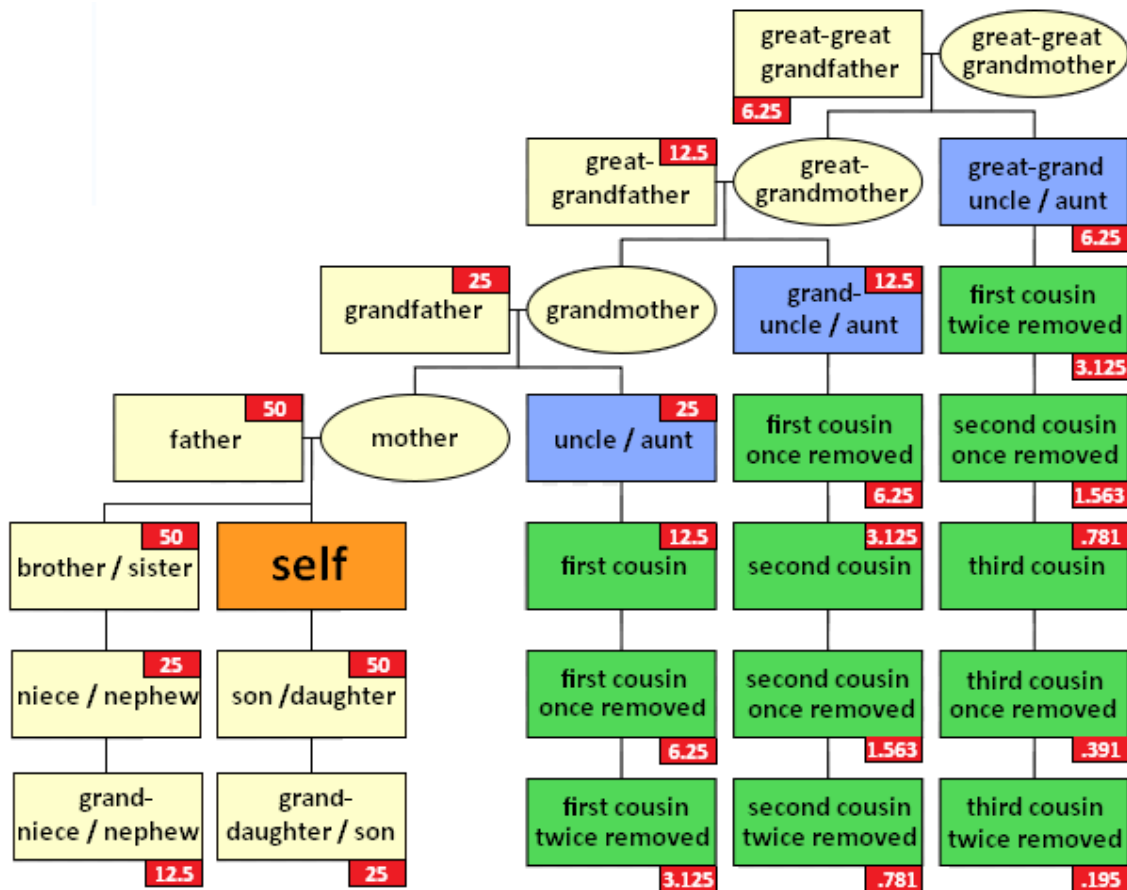 great-great
grandfather
6.25
great-great
grandmother
great-
grandfather
12.5
great-
grandmother
great-grand
uncle / aunt
6.25
grandfather
25
grandmother
grand-
uncle / aunt
12.5
first cousin
twice removed
3.125
father
50
mother
uncle / aunt
25
first cousin
once removed
6.25
second cousin
once removed
1.563
brother / sister
50
self
first cousin
12.5
second cousin
3.125
third cousin
.781
niece / nephew
25
son /daughter
50
first cousin
once removed
6.25
second cousin
once removed
1.563
third cousin
once removed
.391
grand-
niece / nephew
12.5
grand-
daughter / son
25
first cousin
twice removed
3.125
second cousin
twice removed
.781
third cousin
twice removed
.195